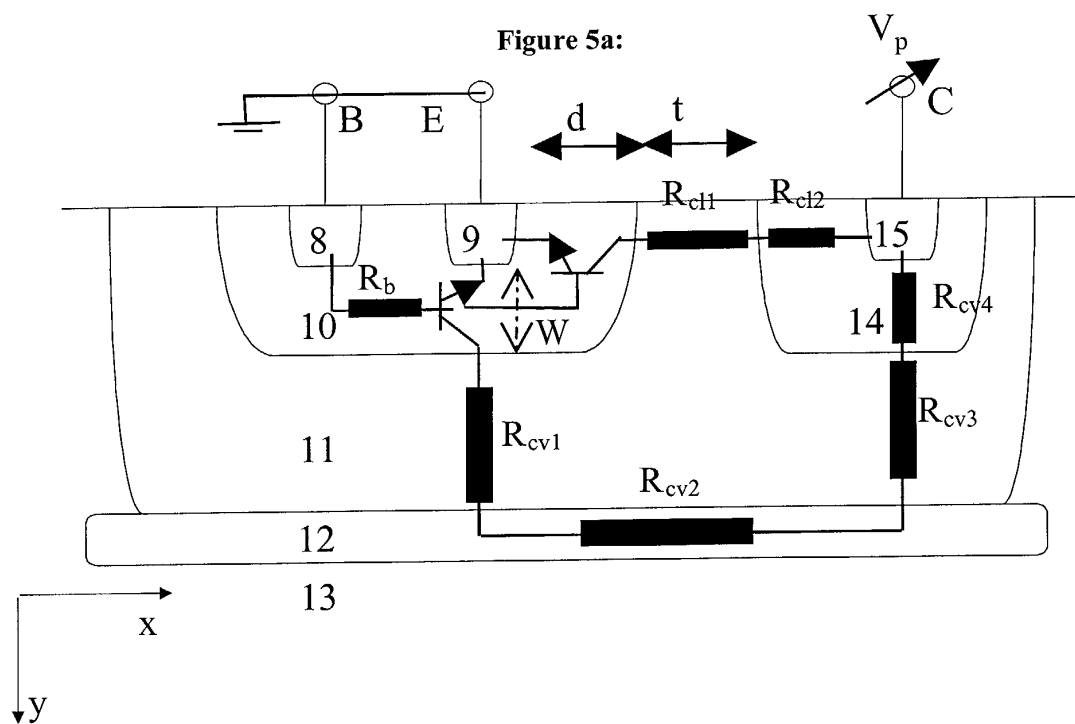 Figure 5a:
V_p
B
E
d
t
C
R_cl1
R_cl2
8
9
15
R_b
10
W
14
R_cv4
11
R_cv1
R_cv3
R_cv2
12
13
x
y